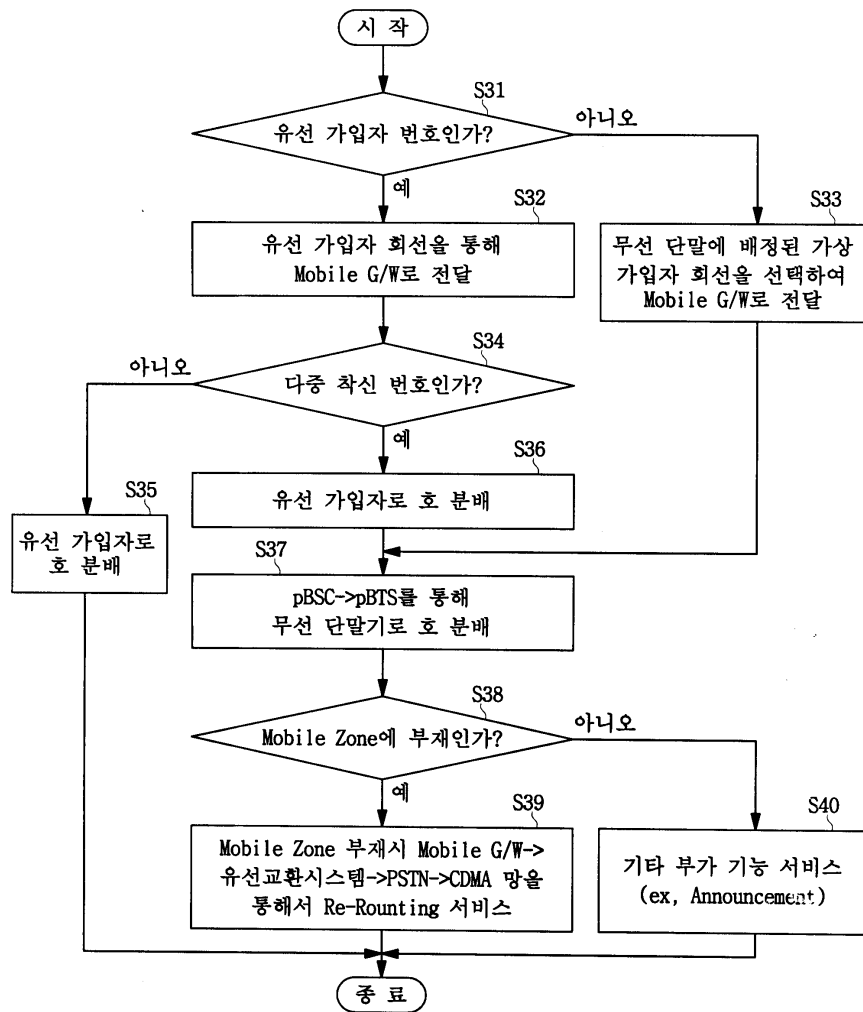 시 작
S31
유선 가입자 번호인가?
아니오
예
S32
유선 가입자 회선을 통해
Mobile G/W로 전달
S33
무선 단말에 배정된 가상
가입자 회선을 선택하여
Mobile G/W로 전달
S34
다중 착신 번호인가?
아니오
예
S35
유선 가입자로
호 분배
S36
유선 가입자로 호 분배
S37
pBSC->pBTS를 통해
무선 단말기로 호 분배
S38
Mobile Zone에 부재인가?
아니오
예
S39
Mobile Zone 부재시 Mobile G/W->
유선교환시스템->PSTN->CDMA 망을
통해서 Re-Rounting 서비스
S40
기타 부가 기능 서비스
(ex, Announcement)
종 료